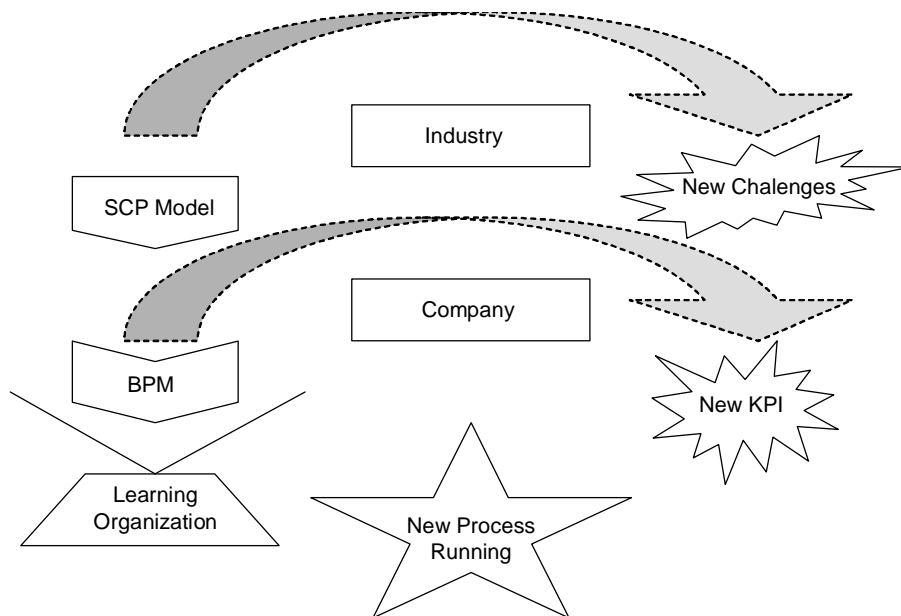 Industry
New Chalenges
SCP Model
Company
BPM
New KPI
Learning
Organization
New Process
Running